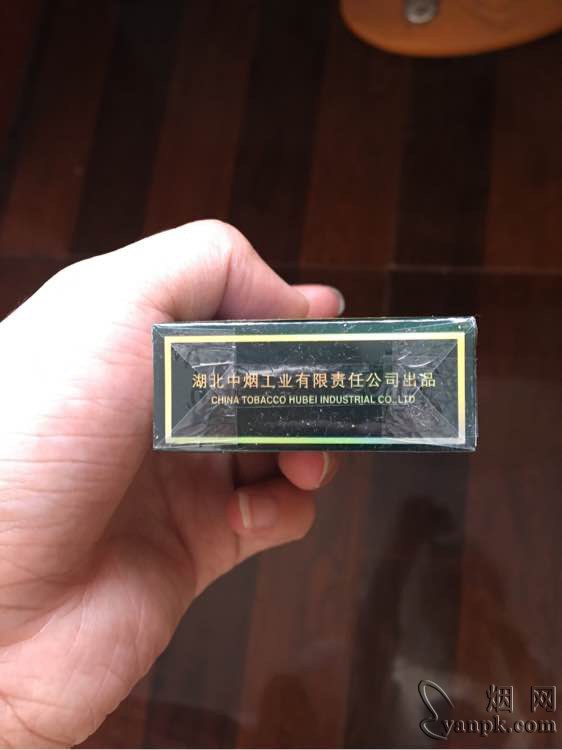 湖北中烟工业有限责任公司出品
CHINA TOBACCO HUBEI INDUSTRIAL CO.,LTD
烟网
yanpk.com